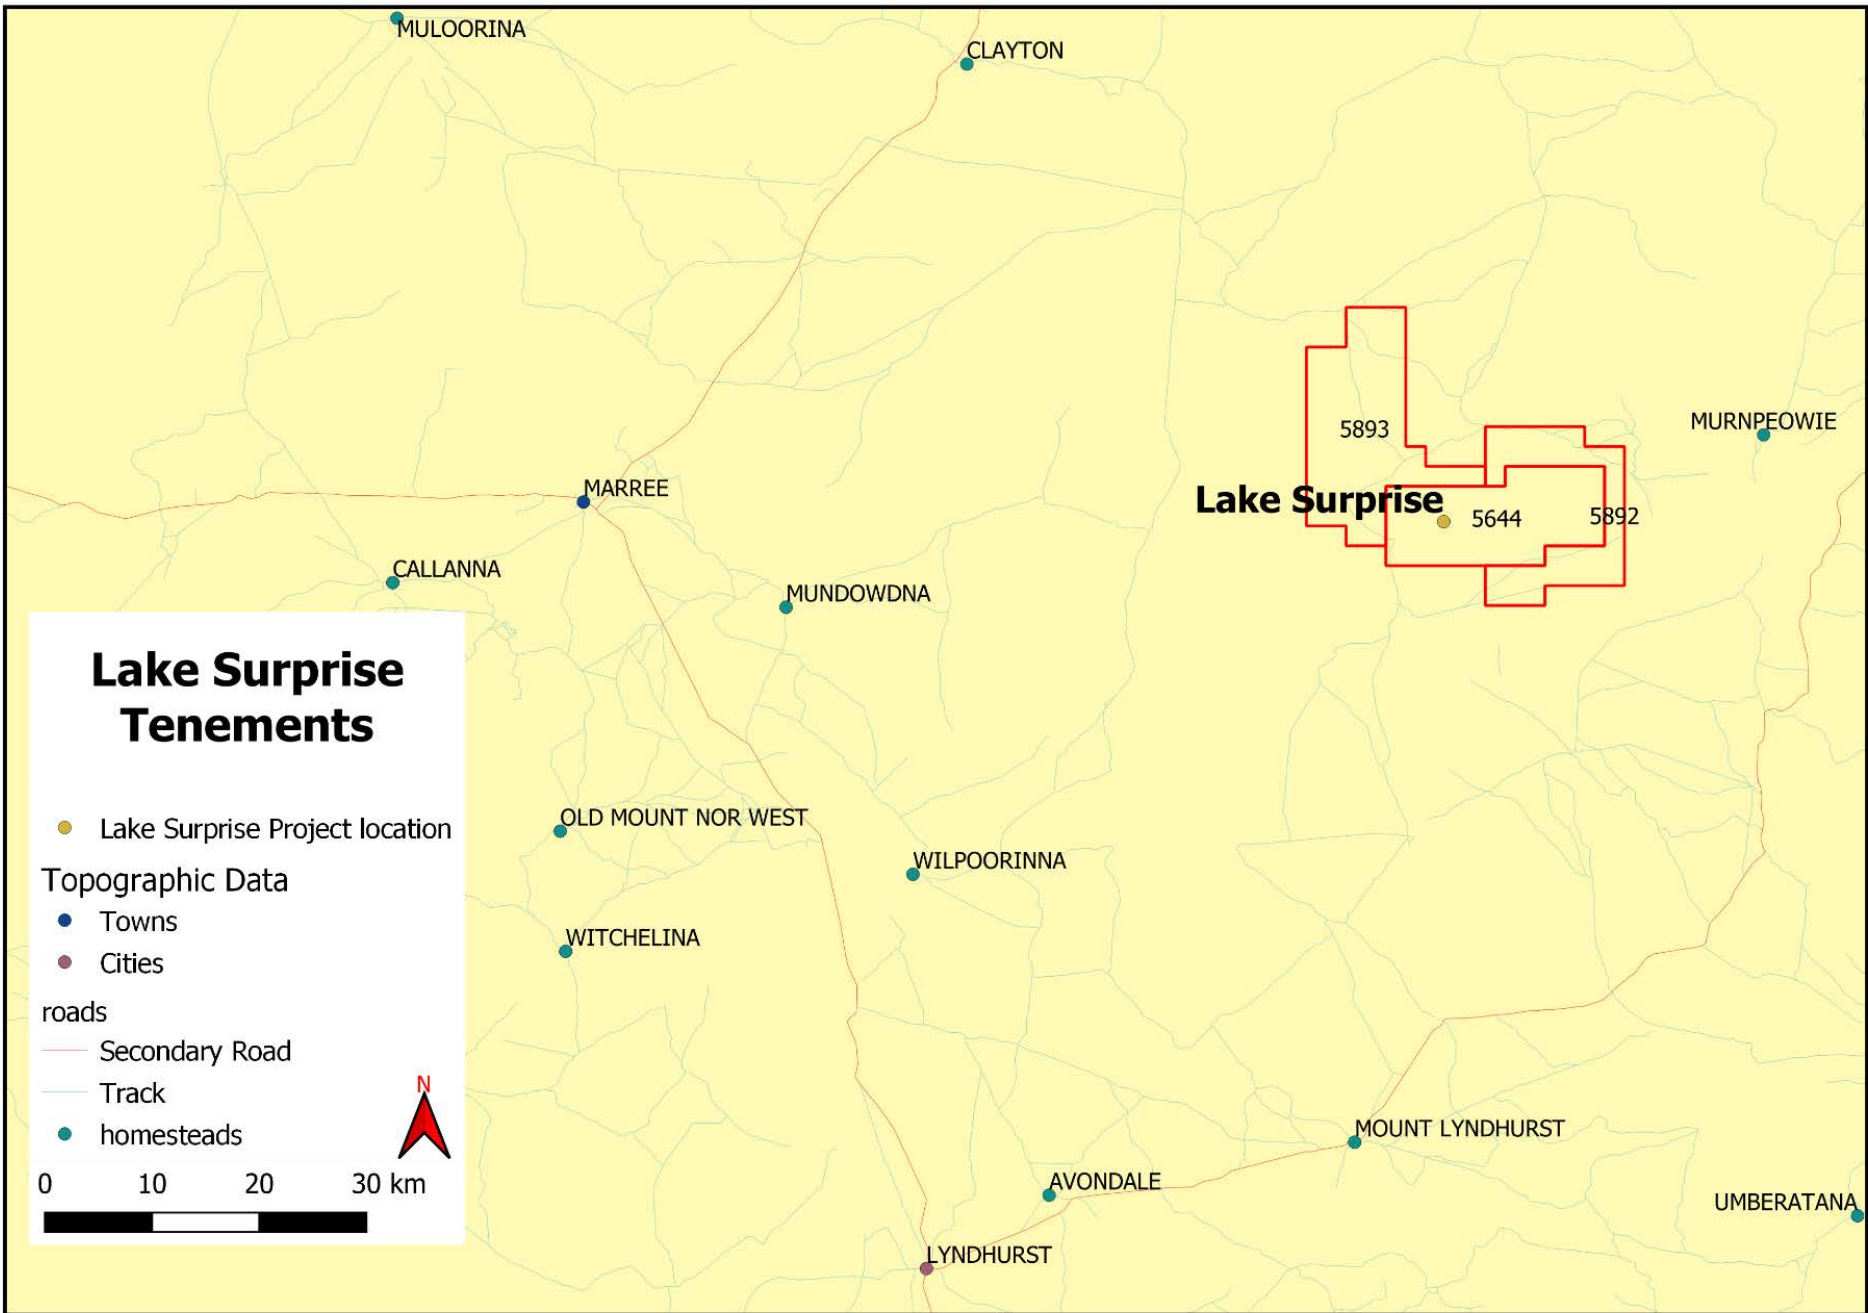 MULOORINA
CLAYTON
MURNPEOWIE
5893
MARREE
Lake Surprise
5644
5892
CALLANNA
MUNDOWDNA
OLD MOUNT NOR WEST
WILPOORINNA
WITCHELINA
MOUNT LYNDHURST
AVONDALE
UMBERATANA
LYNDHURST
Lake Surprise
Tenements
Lake Surprise Project location
Topographic Data
Towns
Cities
roads
Secondary Road
Track
homesteads
N
0 10 20 30 km